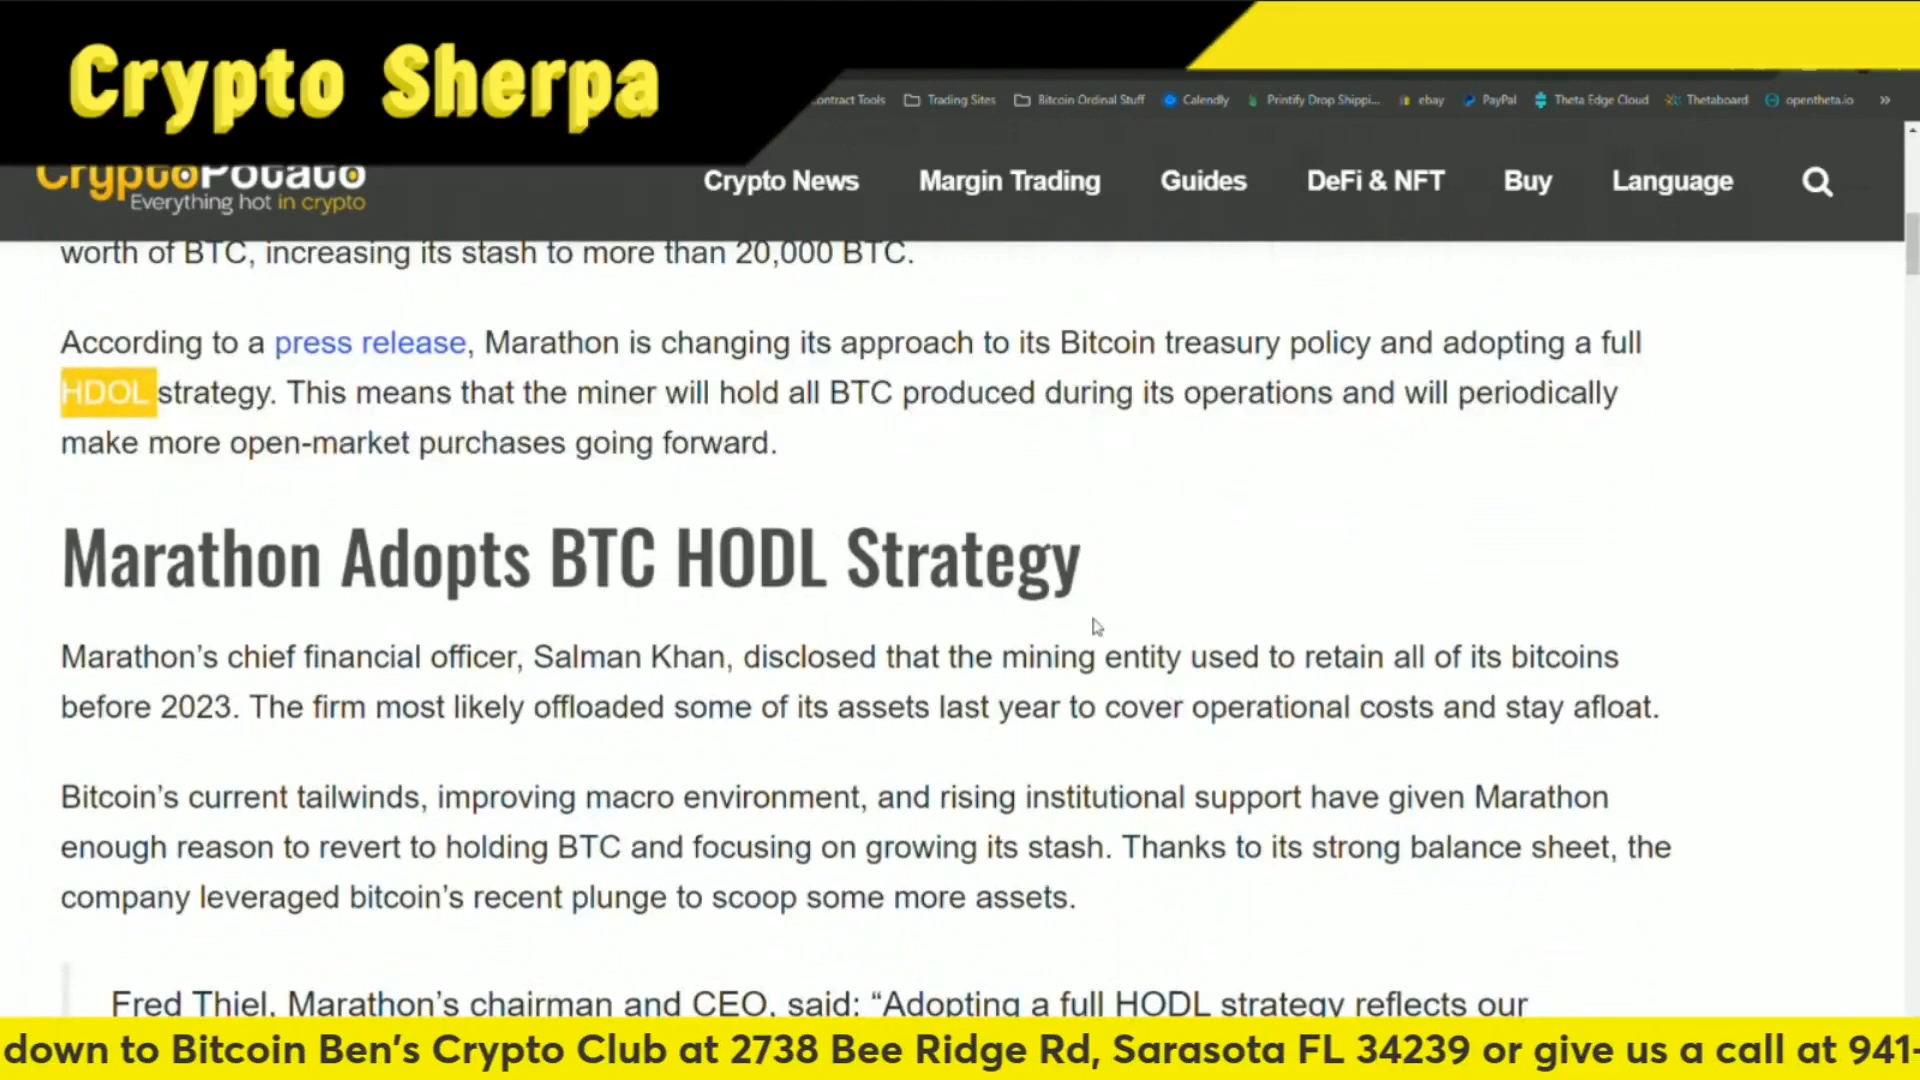 Crypto Sherpa
ontract Tools Trading Sites Bitcoin Ordinal Stuff Calendly Printify Drop Shippi... ebay PayPal Theta Edge Cloud Thetaboard opentheta.io »
CryptoPotato
Everything hot in crypto
Crypto News Margin Trading Guides DeFi & NFT Buy Language
worth of BTC, increasing its stash to more than 20,000 BTC.
According to a press release, Marathon is changing its approach to its Bitcoin treasury policy and adopting a full
HDOL strategy. This means that the miner will hold all BTC produced during its operations and will periodically
make more open-market purchases going forward.
Marathon Adopts BTC HODL Strategy
Marathon’s chief financial officer, Salman Khan, disclosed that the mining entity used to retain all of its bitcoins
before 2023. The firm most likely offloaded some of its assets last year to cover operational costs and stay afloat.
Bitcoin’s current tailwinds, improving macro environment, and rising institutional support have given Marathon
enough reason to revert to holding BTC and focusing on growing its stash. Thanks to its strong balance sheet, the
company leveraged bitcoin’s recent plunge to scoop some more assets.
Fred Thiel, Marathon’s chairman and CEO, said: “Adopting a full HODL strategy reflects our
down to Bitcoin Ben's Crypto Club at 2738 Bee Ridge Rd, Sarasota FL 34239 or give us a call at 941-